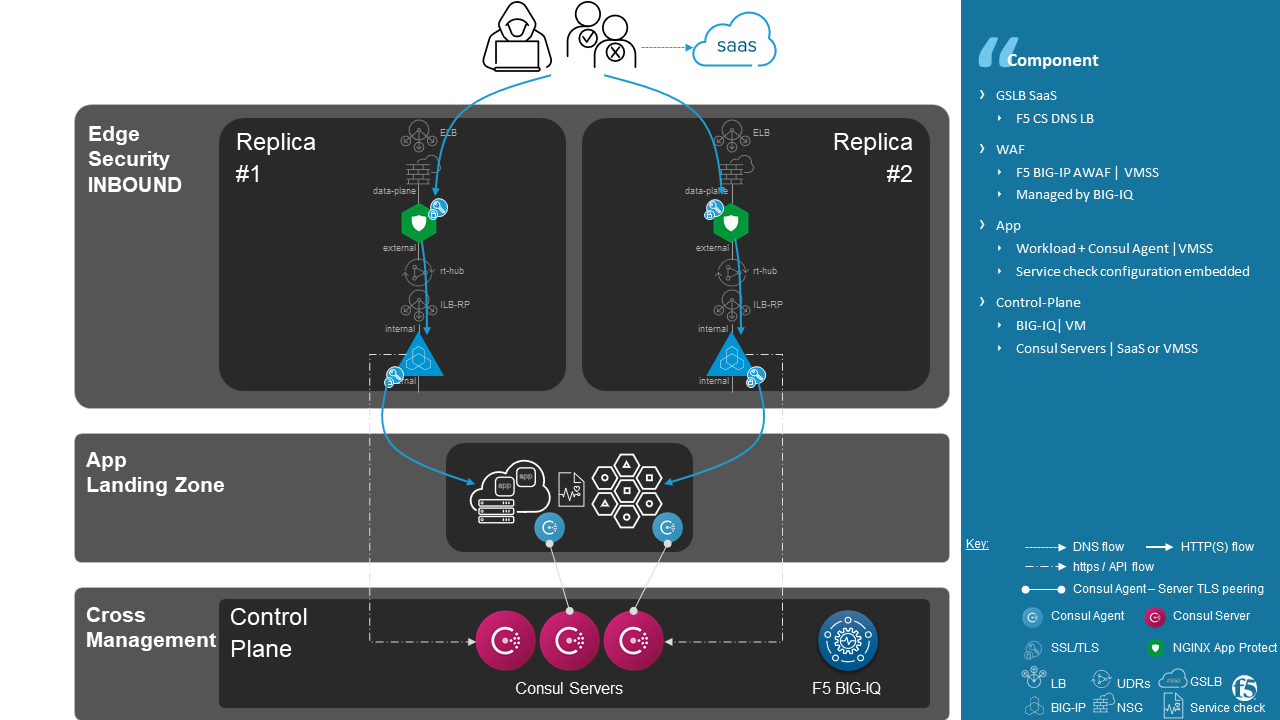 saas
Edge
Security
INBOUND
Replica
#1
ELB
data-plane
external
rt-hub
ILB-RP
internal
Replica
#2
ELB
data-plane
external
rt-hub
ILB-RP
internal
internal
App
Landing Zone
app
app
Cross
Management
Control
Plane
Consul Servers
F5 BIG-IQ
Component
GSLB SaaS
F5 CS DNS LB
WAF
F5 BIG-IP AWAF | VMSS
Managed by BIG-IQ
App
Workload + Consul Agent |VMSS
Service check configuration embedded
Control-Plane
BIG-IQ| VM
Consul Servers | SaaS or VMSS
Key:
DNS flow
HTTP(S) flow
https / API flow
Consul Agent – Server TLS peering
Consul Agent
Consul Server
SSL/TLS
NGINX App Protect
LB
UDRs
GSLB
BIG-IP
NSG
Service check
f5